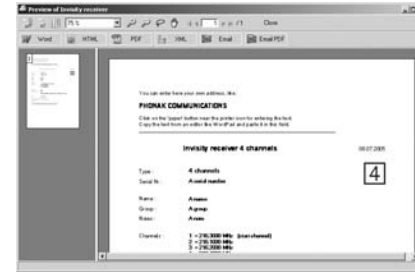 Preview of Invisity receiver
75 % 1 / 1 Close
Word HTML PDF XML Email Email PDF
1
You can enter here your own address, like:
PHONAK COMMUNICATIONS
Click on the 'paper' button near the printer icon for entering the text.
Copy the text from an editor like WordPad and paste it in this field.
Invisity receiver 4 channels 08.07.2005
Type : 4 channels
Serial Nr : A serial number
4
Name : A name
Group : A group
Notes :
Channels : 1 = 216.3000 MHz (start channel)
2 = 216.3000 MHz
3 = 216.3000 MHz